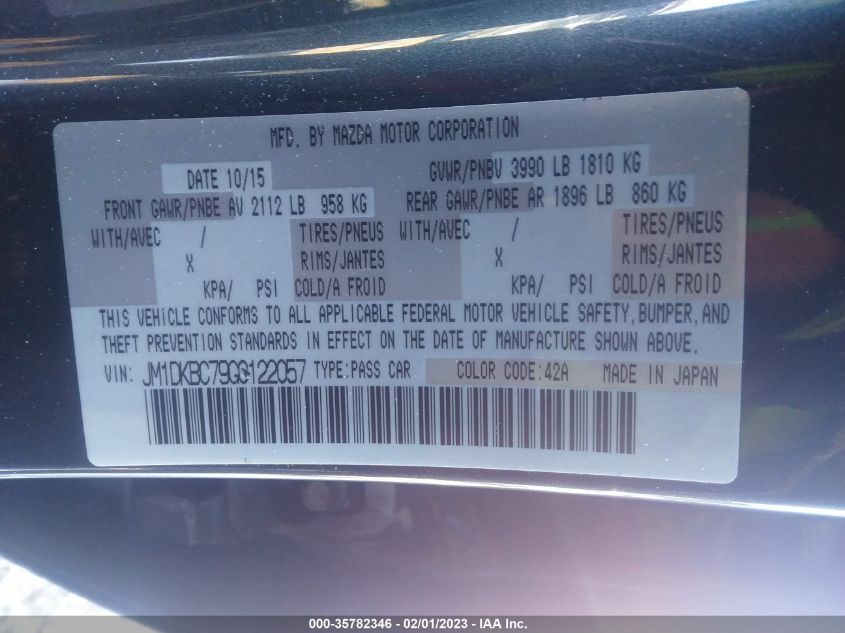 MFD. BY MAZDA MOTOR CORPORATION
DATE 10/15 GVWR/PNBV 3990 LB 1810 KG
FRONT GAWR/PNBE AV 2112 LB 958 KG REAR GAWR/PNBE AR 1896 LB 860 KG
WITH/AVEC / TIRES/PNEUS WITH/AVEC / TIRES/PNEUS
X RIMS/JANTES X RIMS/JANTES
KPA/ PSI COLD/A FROID KPA/ PSI COLD/A FROID
THIS VEHICLE CONFORMS TO ALL APPLICABLE FEDERAL MOTOR VEHICLE SAFETY, BUMPER, AND
THEFT PREVENTION STANDARDS IN EFFECT ON THE DATE OF MANUFACTURE SHOWN ABOVE.
VIN: JM1DKBC79G0122057 TYPE:PASS CAR COLOR CODE:42A MADE IN JAPAN
000-35782346 - 02/01/2023 - IAA Inc.